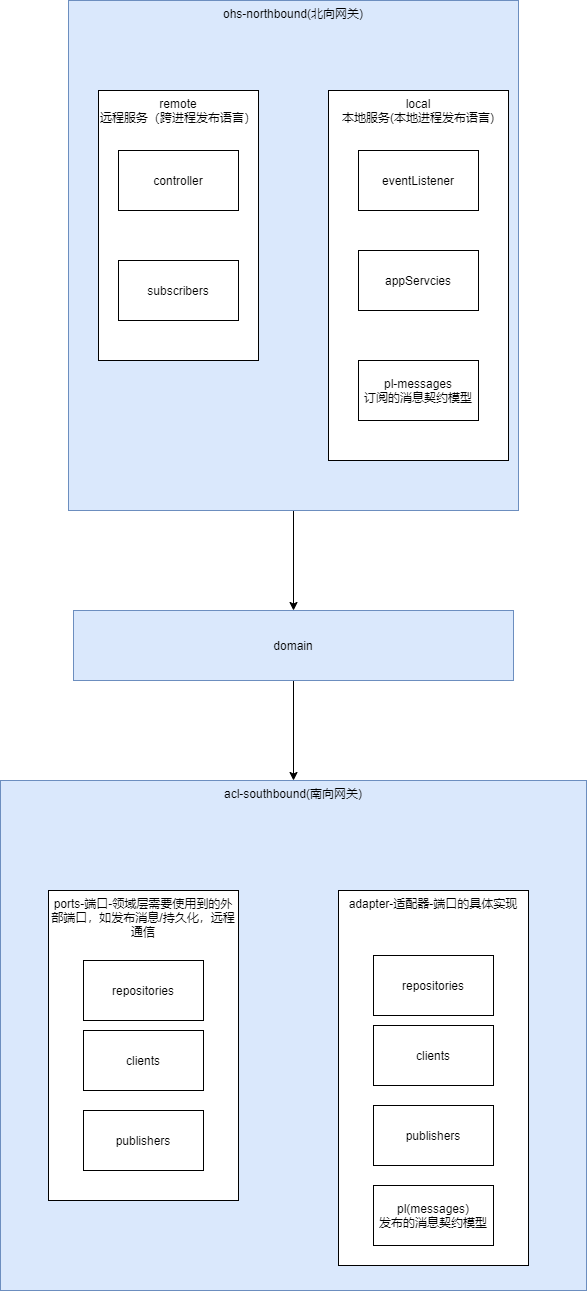 ohs-northbound(北向网关)
remote
远程服务（跨进程发布语言）
controller
subscribers
local
本地服务(本地进程发布语言)
eventListener
appServcies
pl-messages
订阅的消息契约模型
domain
acl-southbound(南向网关)
ports-端口-领域层需要使用到的外
部端口，如发布消息/持久化，远程
通信
repositories
clients
publishers
adapter-适配器-端口的具体实现
repositories
clients
publishers
pl(messages)
发布的消息契约模型